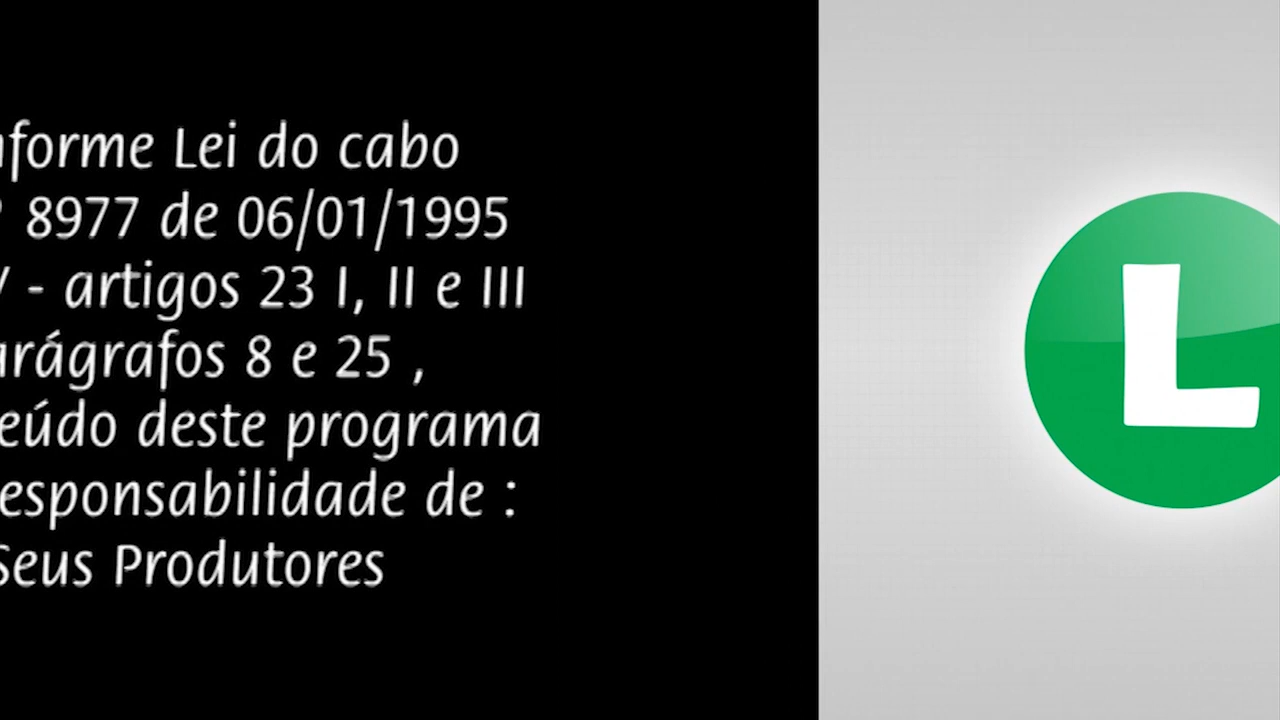 nforme Lei do cabo
8977 de 06/01/1995
- artigos 23 I, II e III
arágrafos 8 e 25 ,
eúdo deste programa
esponsabilidade de :
Seus Produtores
L